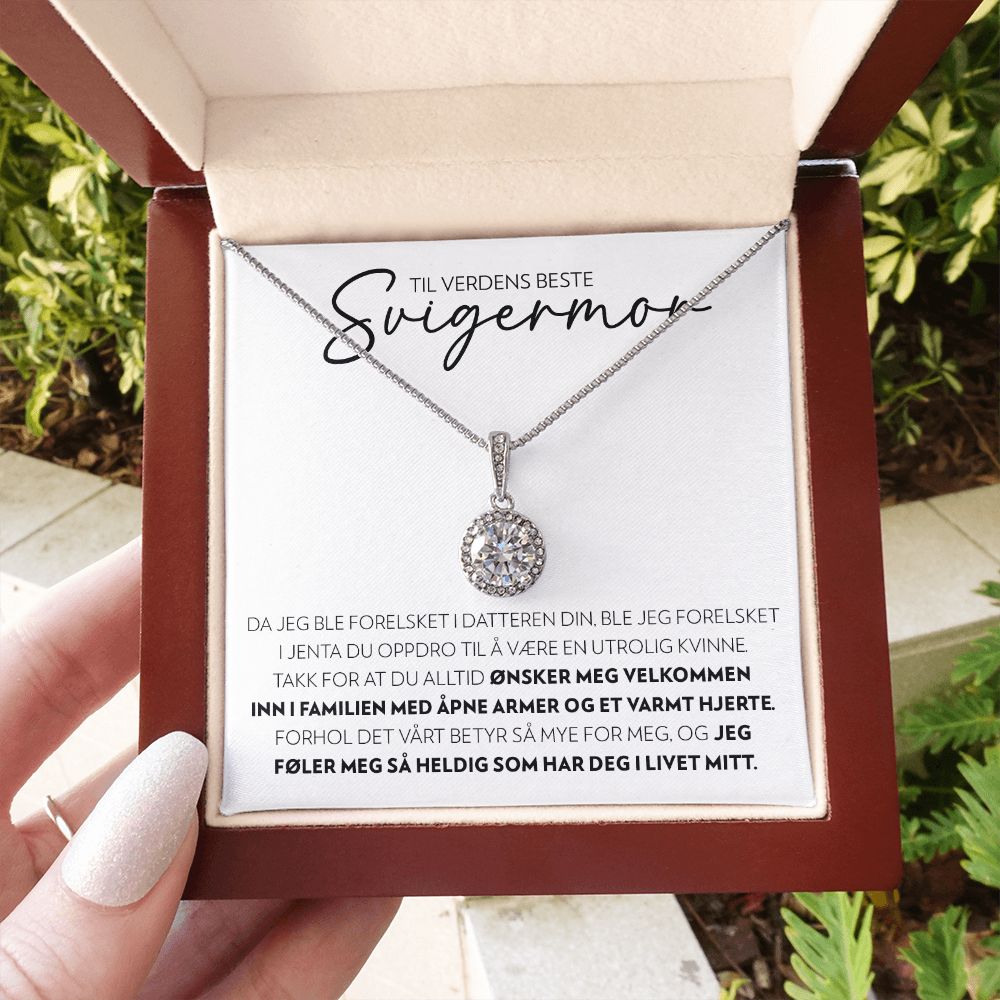 TIL VERDENS BESTE
Svigermor
DA JEG BLE FORELSKET I DATTEREN DIN, BLE JEG FORELSKET
I JENTA DU OPPDRO TIL Å VÆRE EN UTROLIG KVINNE.
TAKK FOR AT DU ALLTID ØNSKER MEG VELKOMMEN
INN I FAMILIEN MED ÅPNE ARMER OG ET VARMT HJERTE.
FORHOL DET VÅRT BETYR SÅ MYE FOR MEG, OG JEG
FØLER MEG SÅ HELDIG SOM HAR DEG I LIVET MITT.